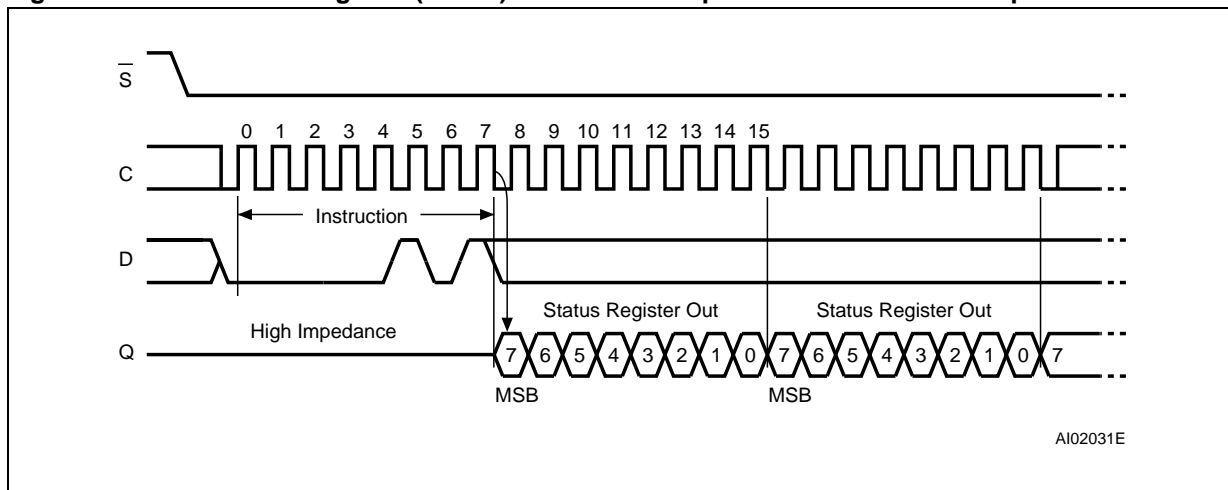 S
0 1 2 3 4 5 6 7 8 9 10 11 12 13 14 15
C
Instruction
D
Status Register Out Status Register Out
High Impedance
Q 7 6 5 4 3 2 1 0 7 6 5 4 3 2 1 0 7
MSB MSB
AI02031E